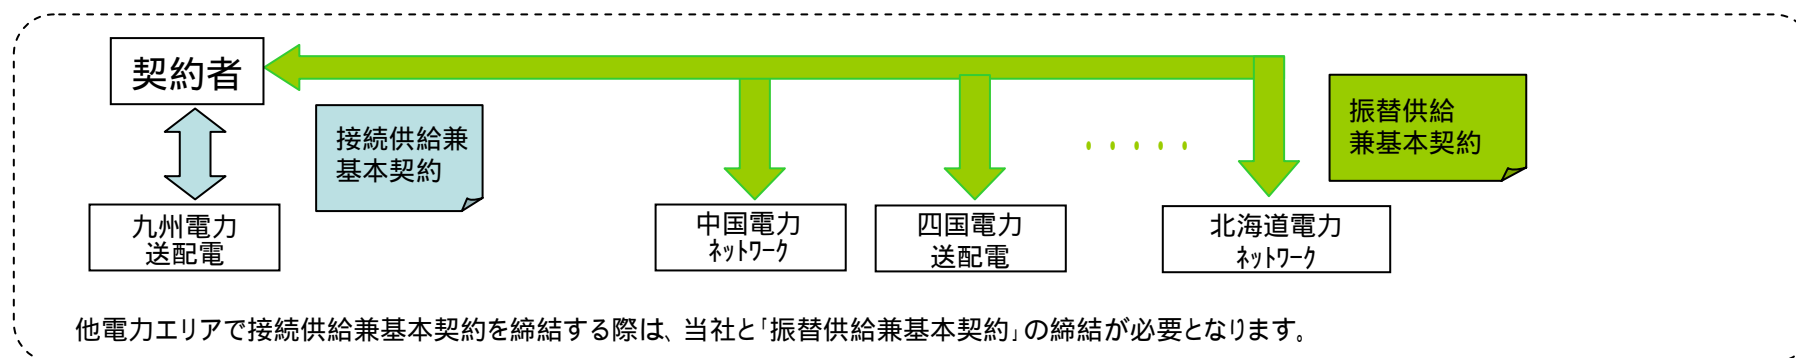 契約者
接続供給兼
基本契約
振替供給
兼基本契約
九州電力
送配電
中国電力
ﾈｯﾄﾜｰｸ
四国電力
送配電
北海道電力
ﾈｯﾄﾜｰｸ
他電力エリアで接続供給兼基本契約を締結する際は、当社と｢振替供給兼基本契約｣の締結が必要となります。